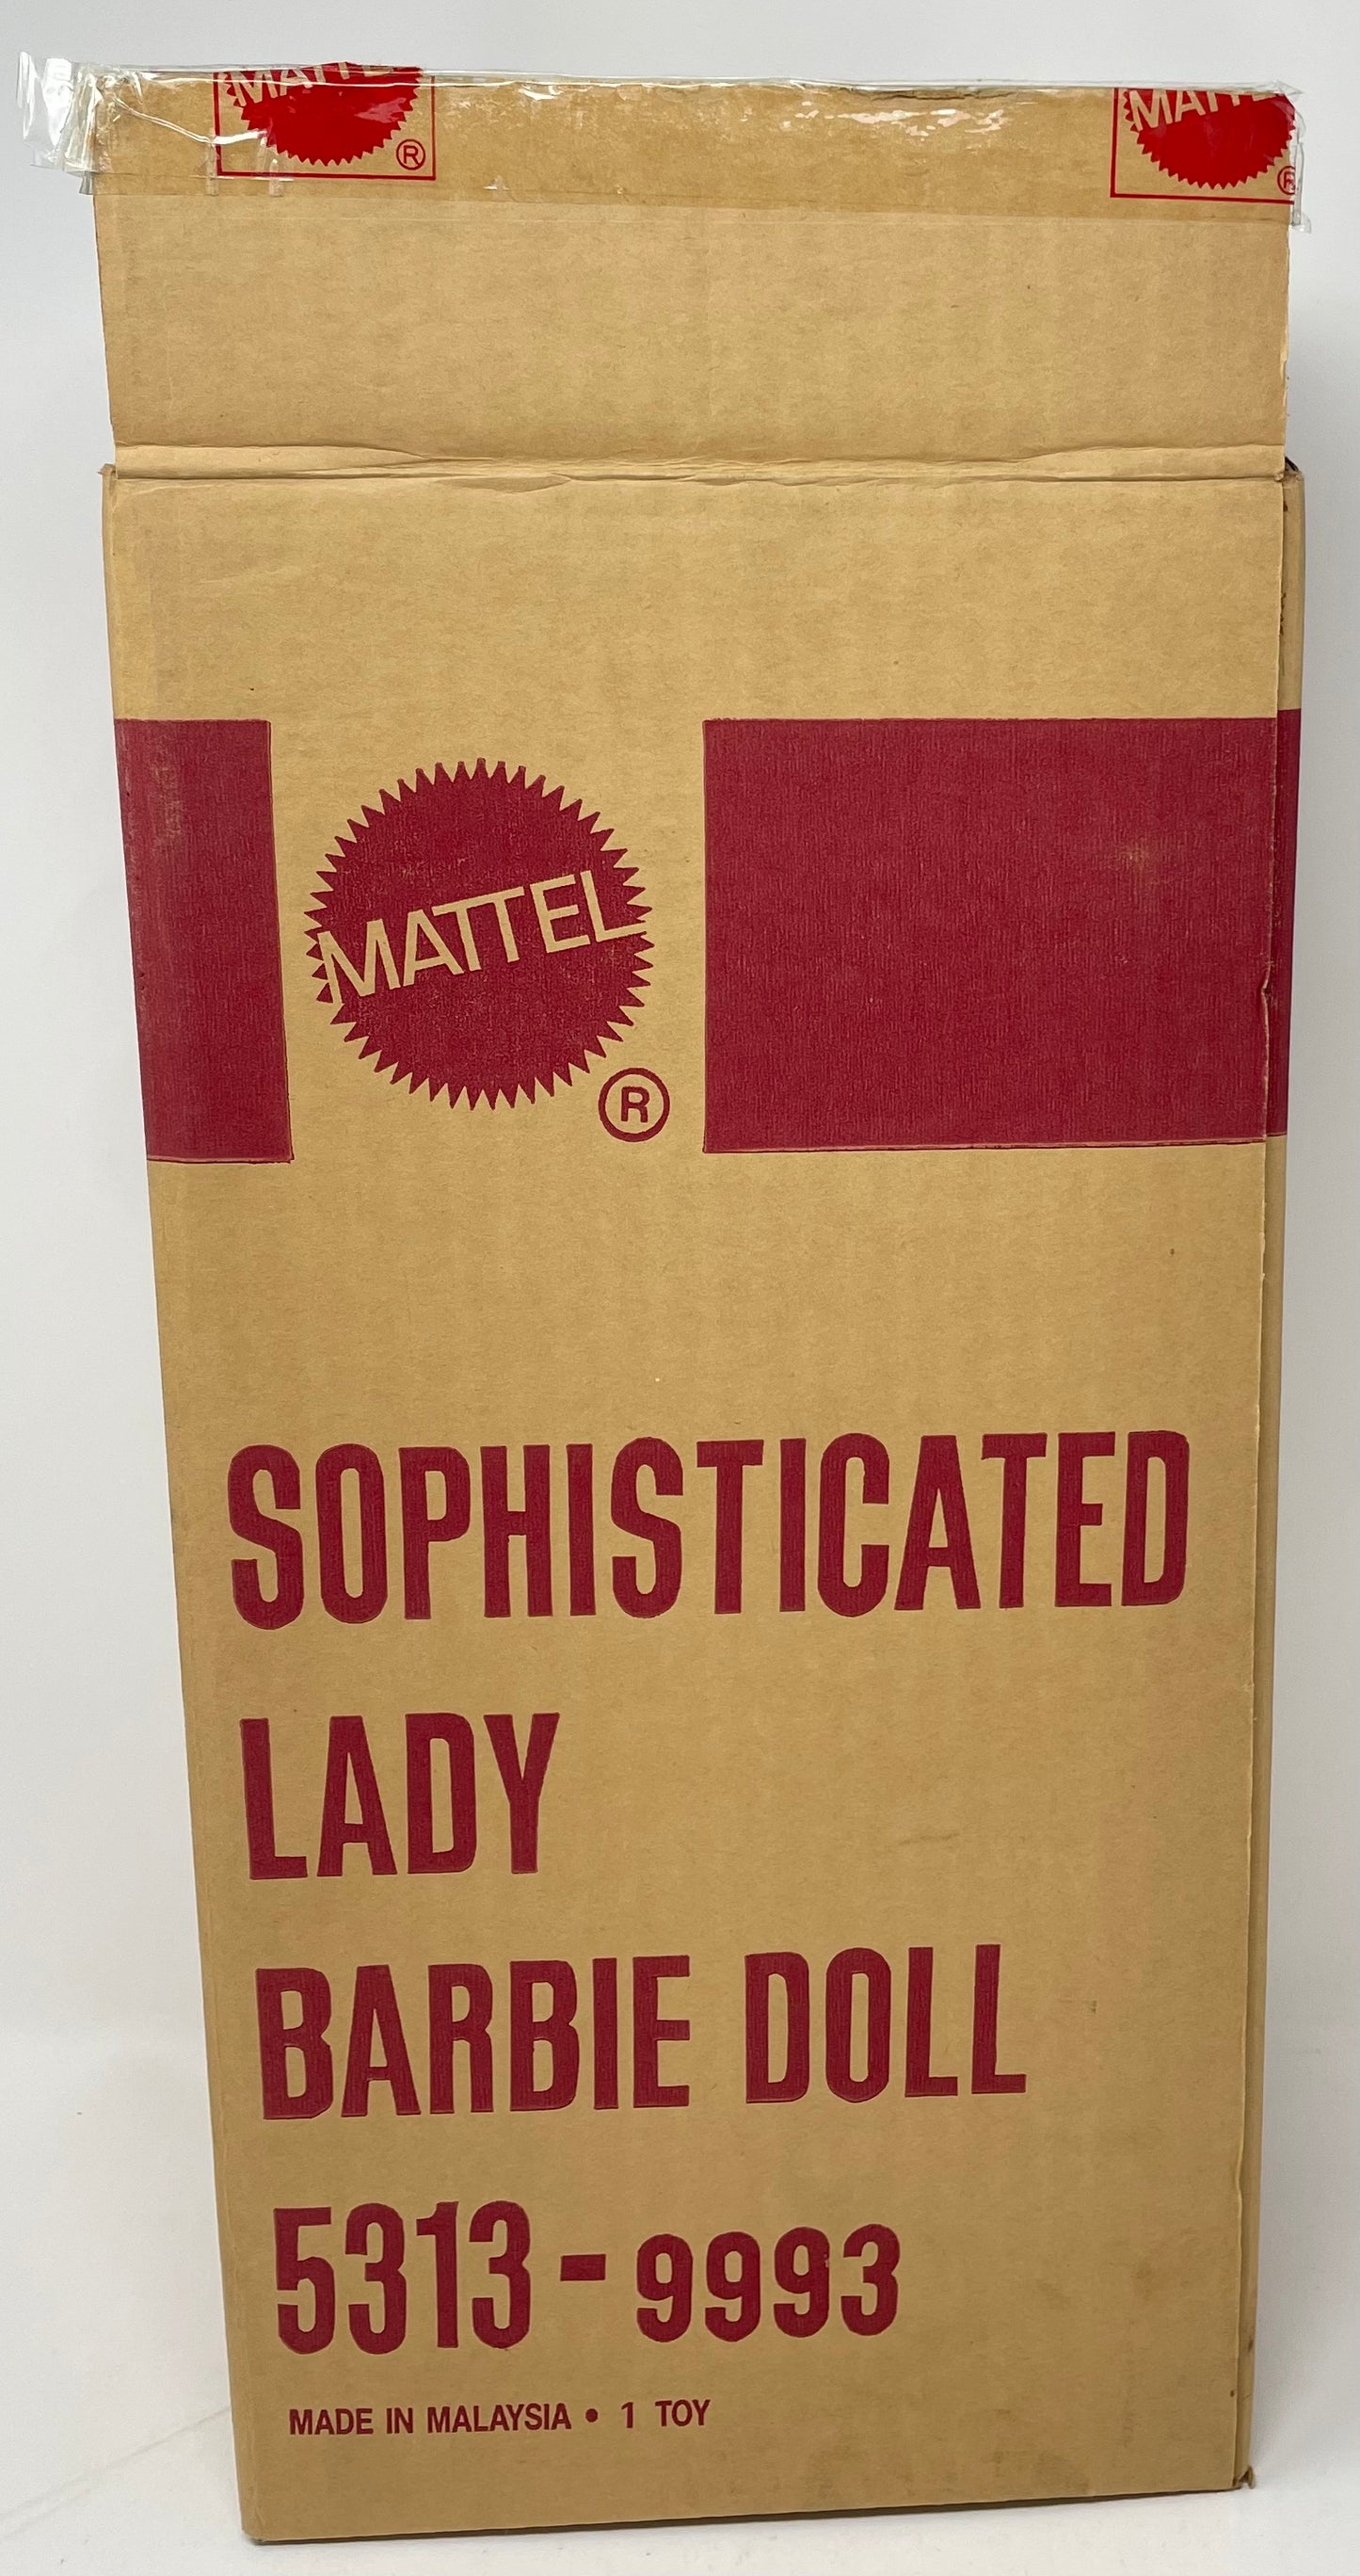 MATTEL ® MATTEL ®
MATTEL
®
SOPHISTICATED
LADY
BARBIE DOLL
5313-9993
MADE IN MALAYSIA • 1 TOY